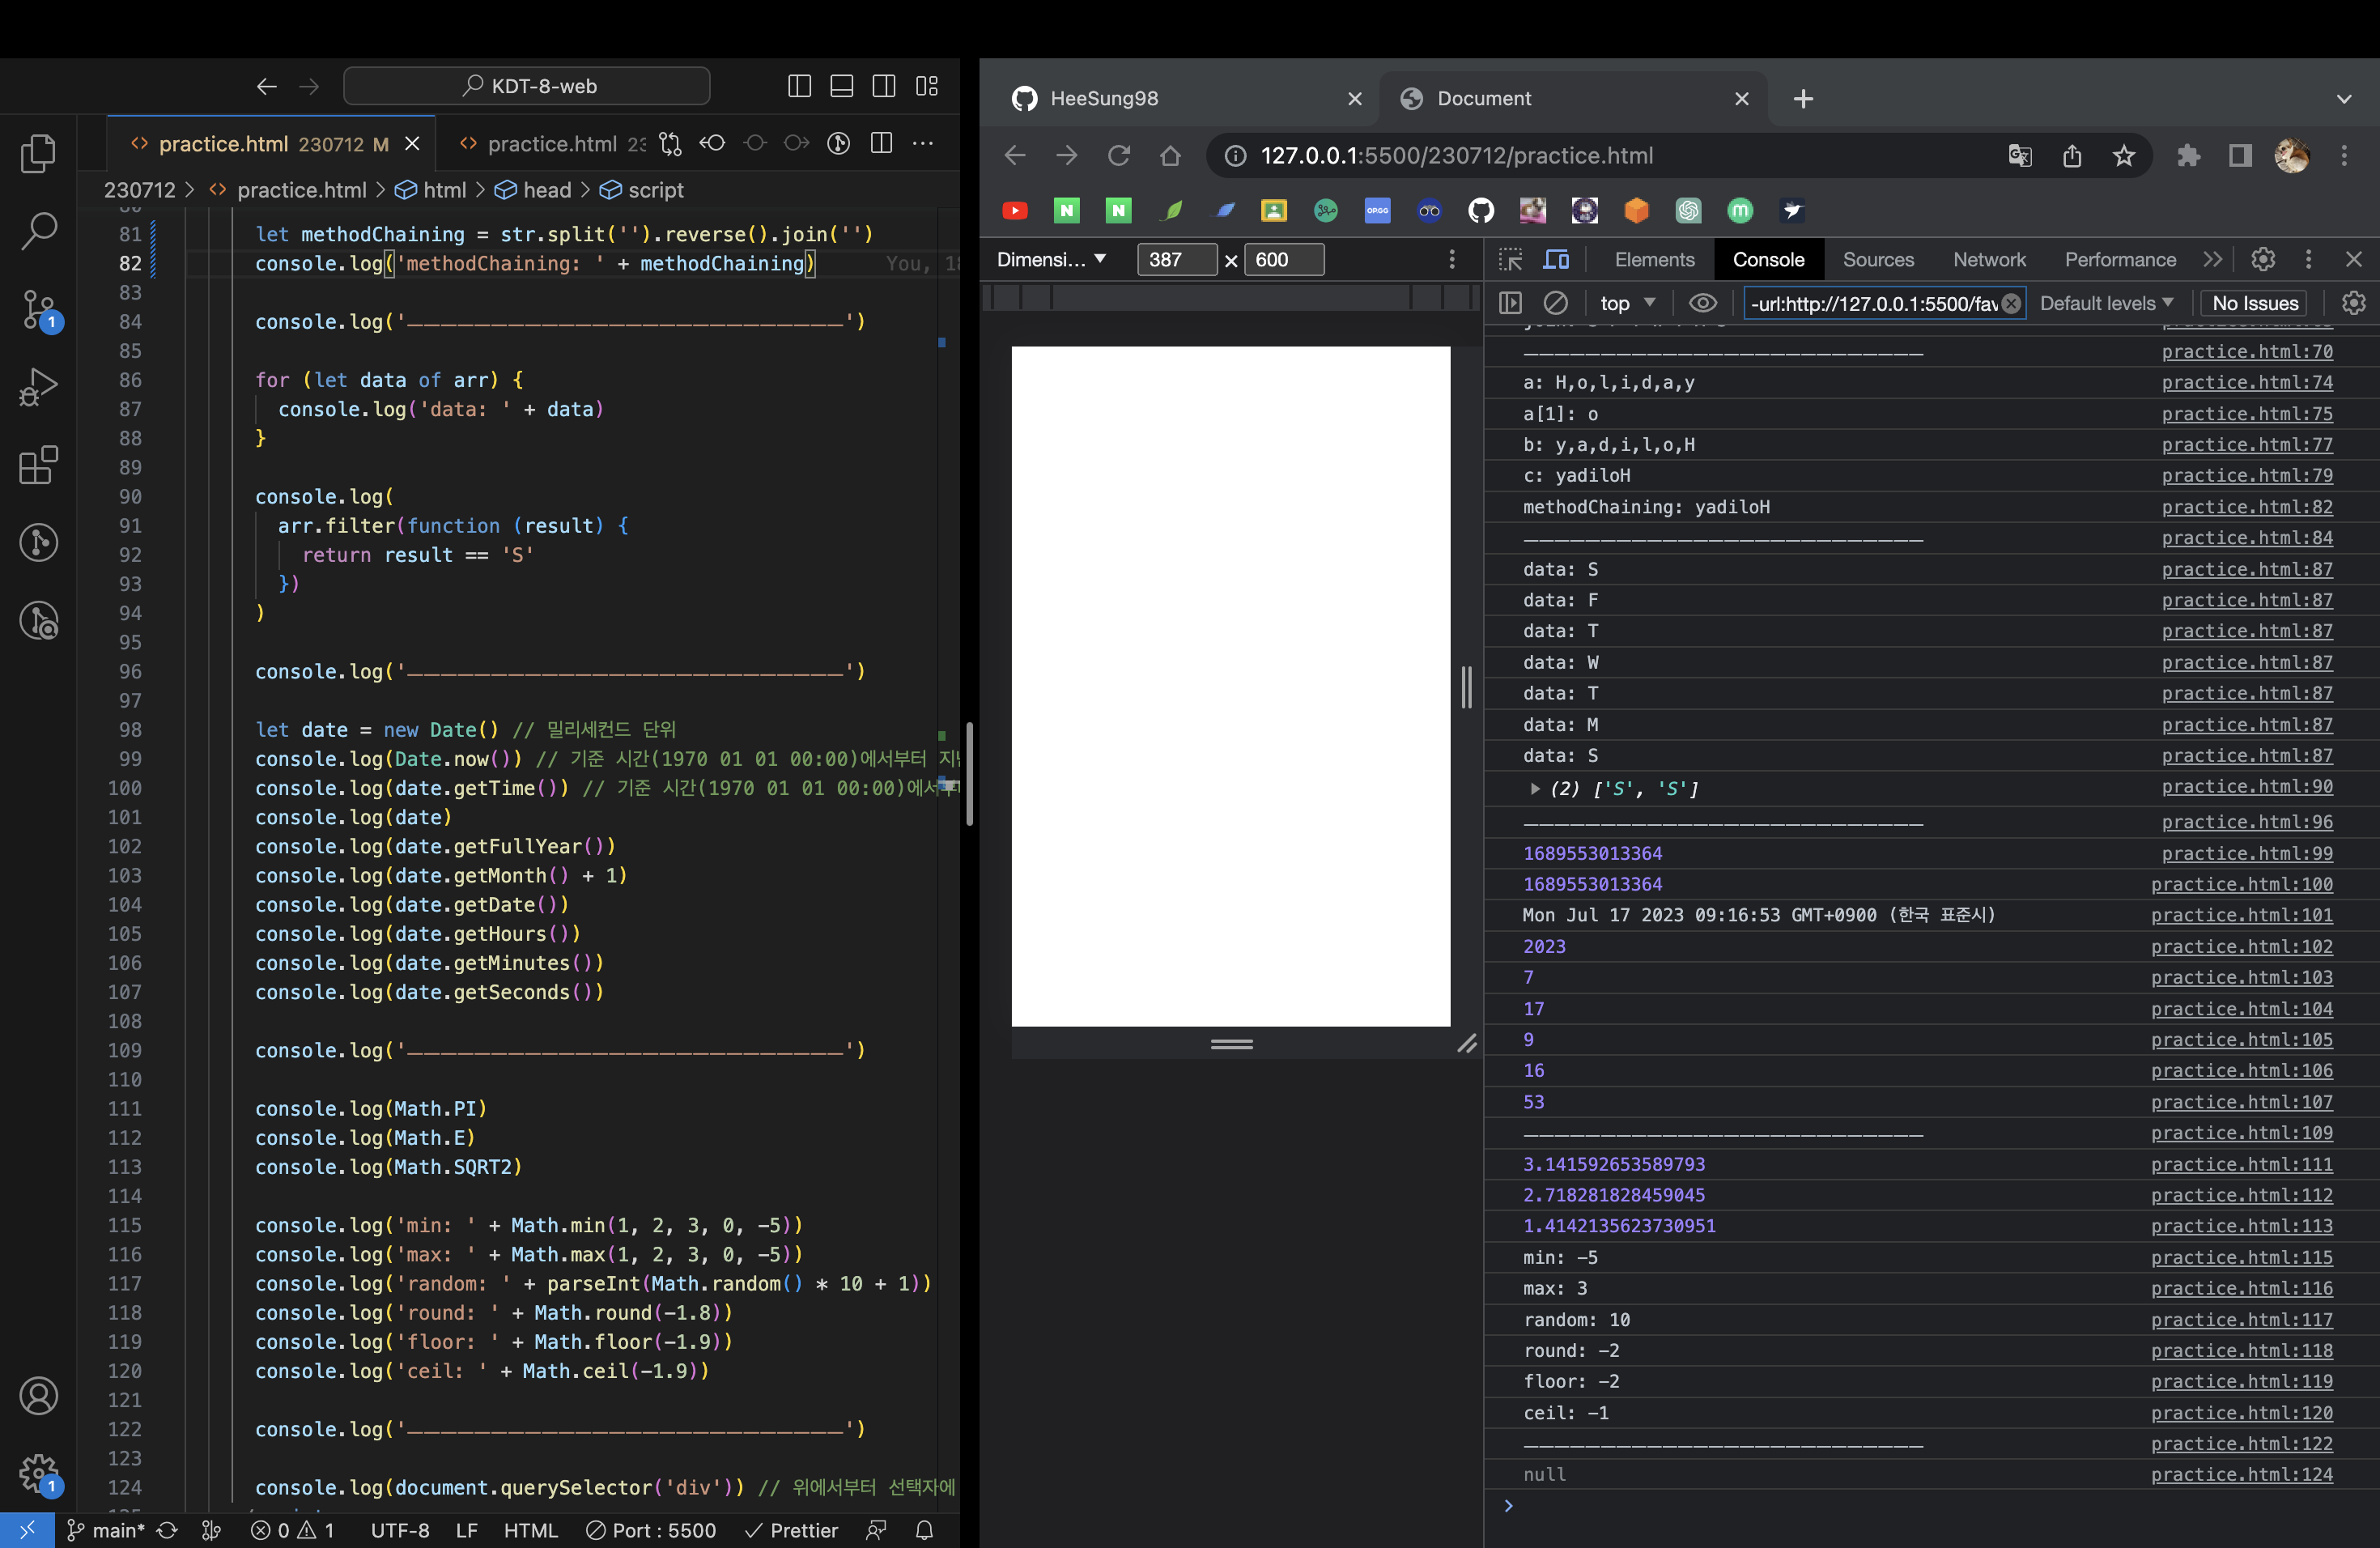 KDT-8-web
practice.html 230712 M
practice.html 23
230712 > practice.html > html > head > script
81 let methodChaining = str.split('').reverse().join('')
82 console.log('methodChaining: ' + methodChaining) You, 18
83
84 console.log('——————————————————————————')
85
86 for (let data of arr) {
87 console.log('data: ' + data)
88 }
89
90 console.log(
91 arr.filter(function (result) {
92 return result == 'S'
93 })
94 )
95
96 console.log('——————————————————————————')
97
98 let date = new Date() // 밀리세컨드 단위
99 console.log(Date.now()) // 기준 시간(1970 01 01 00:00)에서부터
100 console.log(date.getTime()) // 기준 시간(1970 01 01 00:00)에서부터
101 console.log(date)
102 console.log(date.getFullYear())
103 console.log(date.getMonth() + 1)
104 console.log(date.getDate())
105 console.log(date.getHours())
106 console.log(date.getMinutes())
107 console.log(date.getSeconds())
108
109 console.log('——————————————————————————')
110
111 console.log(Math.PI)
112 console.log(Math.E)
113 console.log(Math.SQRT2)
114
115 console.log('min: ' + Math.min(1, 2, 3, 0, -5))
116 console.log('max: ' + Math.max(1, 2, 3, 0, -5))
117 console.log('random: ' + parseInt(Math.random() * 10 + 1))
118 console.log('round: ' + Math.round(-1.8))
119 console.log('floor: ' + Math.floor(-1.9))
120 console.log('ceil: ' + Math.ceil(-1.9))
121
122 console.log('——————————————————————————')
123
124 console.log(document.querySelector('div')) // 위에서부터 선택자에
1
1
main* 0 1 UTF-8 LF HTML Port : 5500 Prettier
HeeSung98
Document
127.0.0.1:5500/230712/practice.html
N N OPGG m
Dimensi... 387 × 600
Elements Console Sources Network Performance
top -url:http://127.0.0.1:5500/fav Default levels No Issues
—————————————————————————— practice.html:70
a: H,o,l,i,d,a,y practice.html:74
a[1]: o practice.html:75
b: y,a,d,i,l,o,H practice.html:77
c: yadiloH practice.html:79
methodChaining: yadiloH practice.html:82
—————————————————————————— practice.html:84
data: S practice.html:87
data: F practice.html:87
data: T practice.html:87
data: W practice.html:87
data: T practice.html:87
data: M practice.html:87
data: S practice.html:87
(2) ['S', 'S'] practice.html:90
—————————————————————————— practice.html:96
1689553013364 practice.html:99
1689553013364 practice.html:100
Mon Jul 17 2023 09:16:53 GMT+0900 (한국 표준시) practice.html:101
2023 practice.html:102
7 practice.html:103
17 practice.html:104
9 practice.html:105
16 practice.html:106
53 practice.html:107
—————————————————————————— practice.html:109
3.141592653589793 practice.html:111
2.718281828459045 practice.html:112
1.4142135623730951 practice.html:113
min: -5 practice.html:115
max: 3 practice.html:116
random: 10 practice.html:117
round: -2 practice.html:118
floor: -2 practice.html:119
ceil: -1 practice.html:120
—————————————————————————— practice.html:122
null practice.html:124